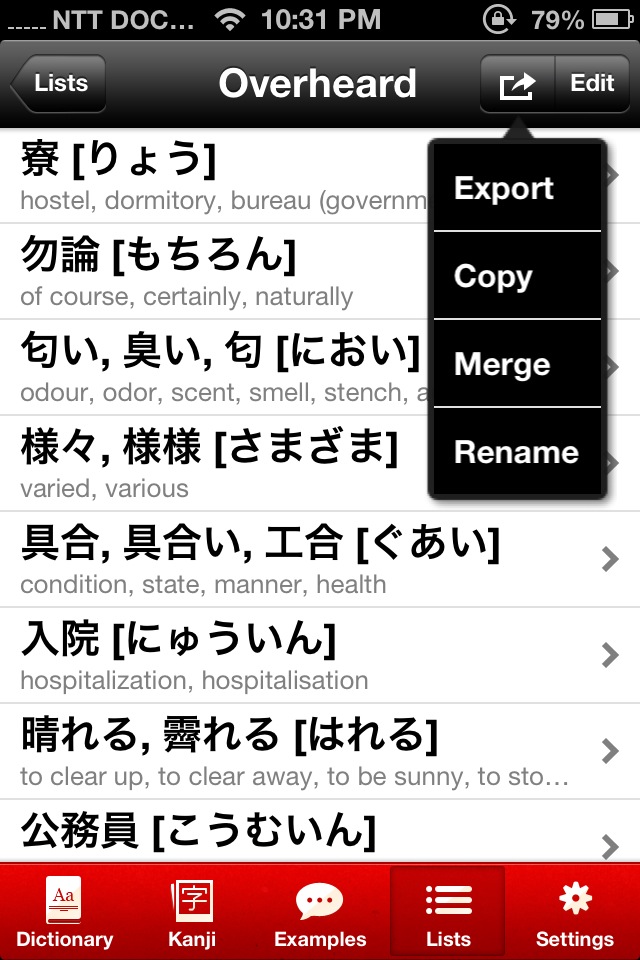 NTT DOC... 10:31 PM 79%
Lists Overheard Edit
寮 [りょう]
hostel, dormitory, bureau (governm
勿論 [もちろん]
of course, certainly, naturally
匂い, 臭い, 匂 [におい]
odour, odor, scent, smell, stench, a
様々, 様様 [さまざま]
varied, various
具合, 具合い, 工合 [ぐあい]
condition, state, manner, health
入院 [にゅういん]
hospitalization, hospitalisation
晴れる, 霽れる [はれる]
to clear up, to clear away, to be sunny, to sto...
公務員 [こうむいん]
Export
Copy
Merge
Rename
Aa 字
Dictionary Kanji Examples Lists Settings